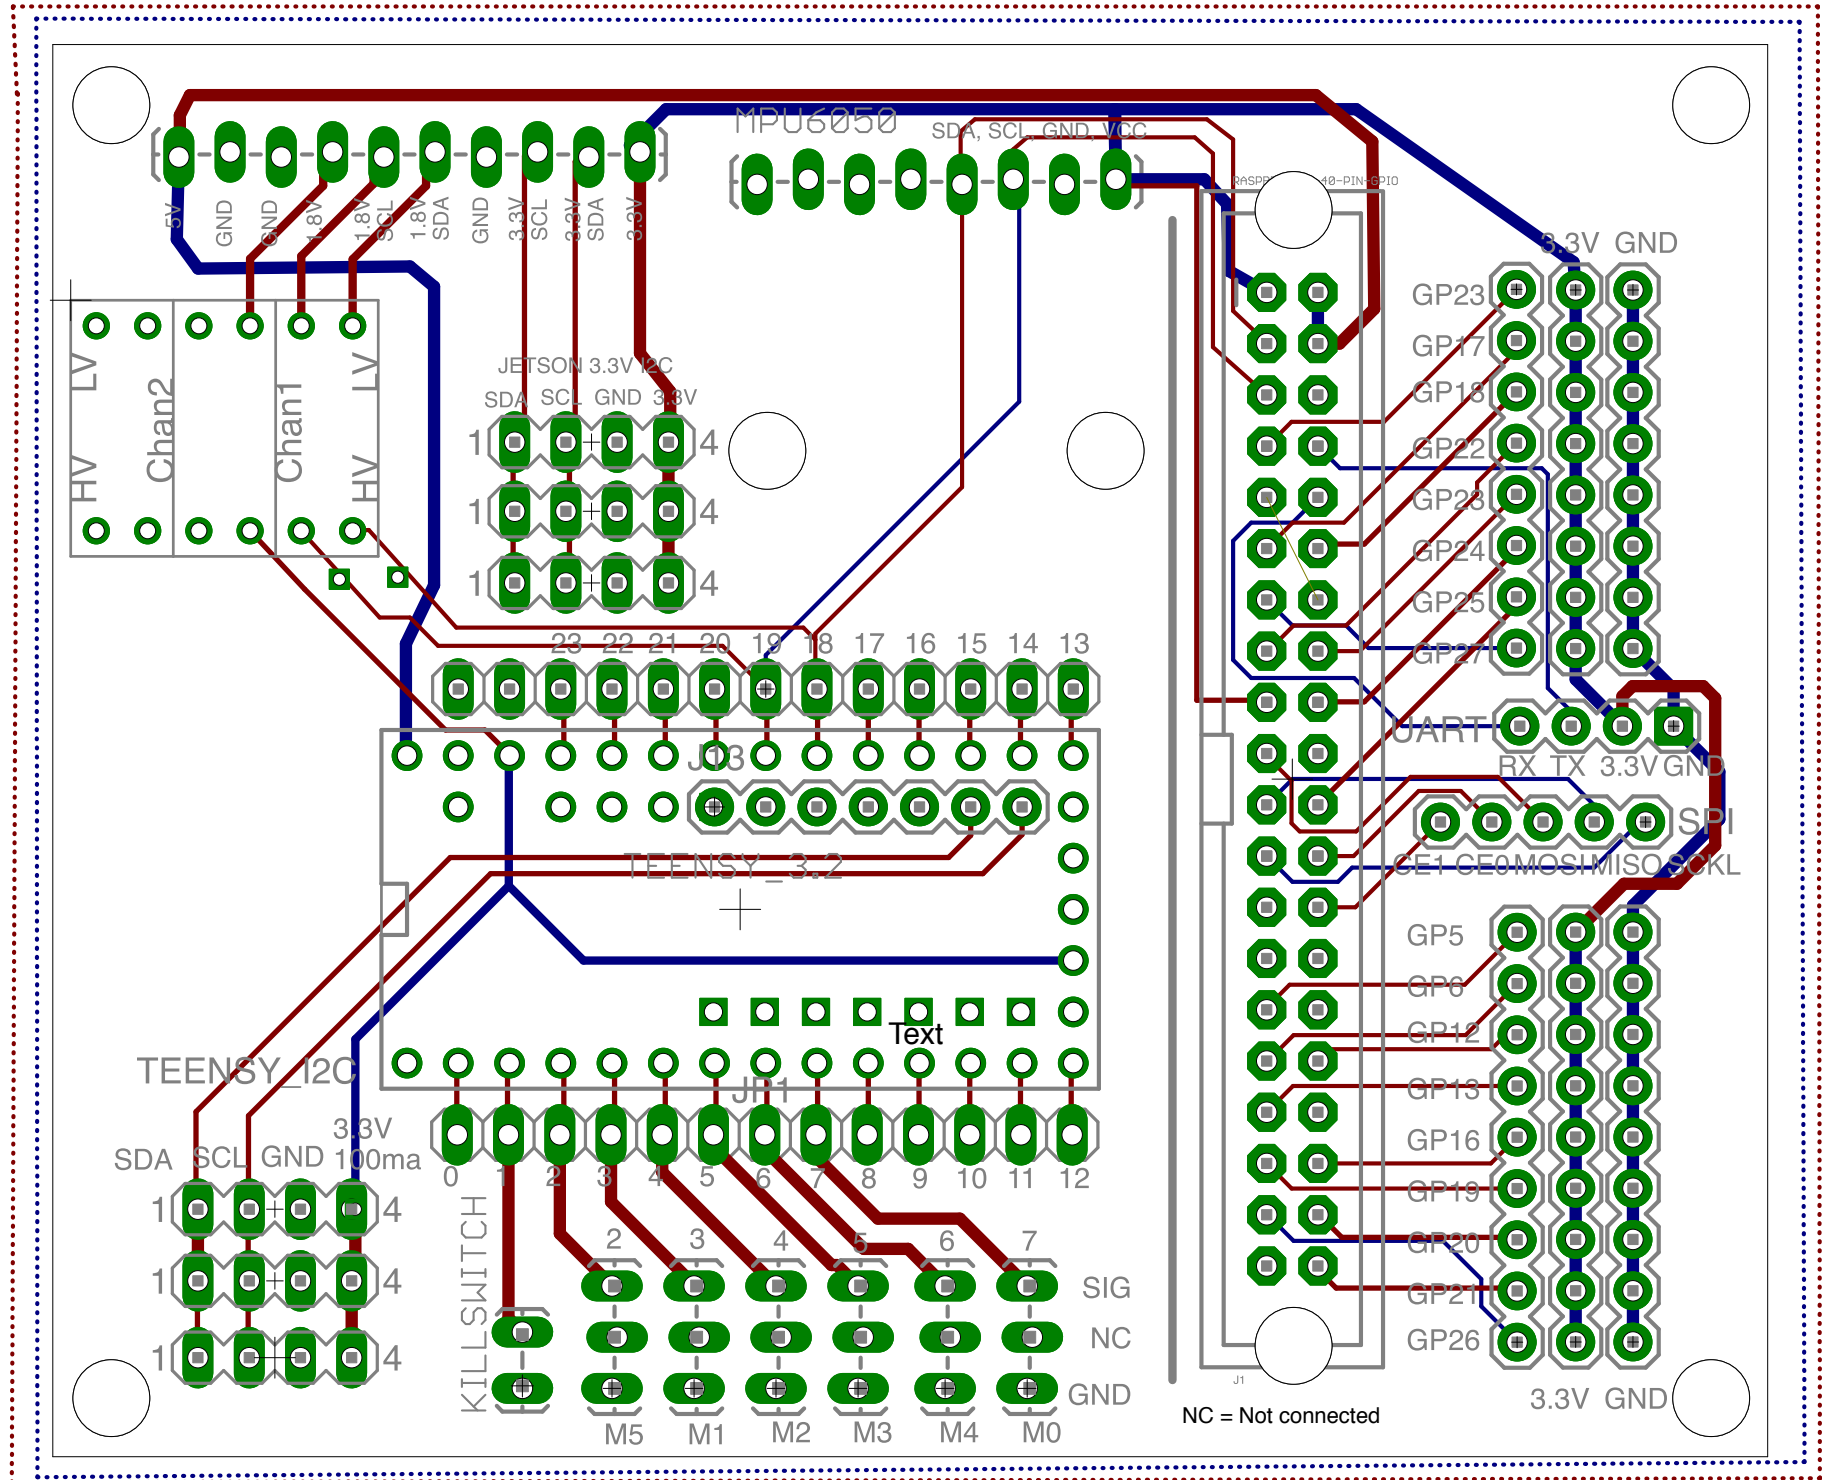 MPU6050
SDA, SCL, GND, VCC
5V
GND
GND
1.8V
1.8V
SCL
1.8V
SDA
GND
3.3V
SCL
3.3V
SDA
3.3V
3.3V GND
GP23
GP17
GP18
GP22
GP23
GP24
GP25
GP27
LV
HV
Chan2
Chan1
LV
HV
JETSON 3.3V I2C
SDA SCL GND 3.3V
1 4
1 4
1 4
23 22 21 20 19 18 17 16 15 14 13
J13
TEENSY_3.2
Text
JP1
UART
RX TX 3.3V GND
SPI
CE1 CE0 MOSI MISO SCKL
TEENSY_I2C
SDA SCL GND 3.3V
100ma
1 4
1 4
1 4
0 1 2 3 4 5 6 7 8 9 10 11 12
KILLSWITCH
2 3 4 5 6 7
SIG
NC
GND
M5 M1 M2 M3 M4 M0
GP5
GP6
GP12
GP13
GP16
GP19
GP20
GP21
GP26
3.3V GND
J1
NC = Not connected